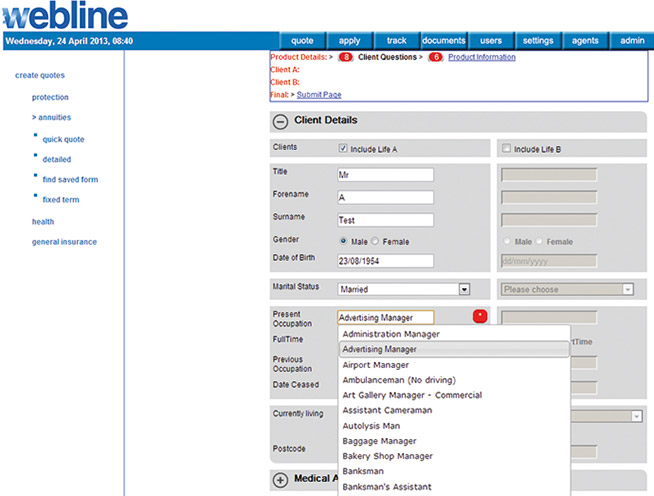 webline
Wednesday, 24 April 2013, 08:40
quote apply track documents users settings agents admin
create quotes
protection
> annuities
quick quote
detailed
find saved form
fixed term
health
general insurance
Product Details: > 8 Client Questions > 6 Product Information
Client A:
Client B:
Final: > Submit Page
Client Details
Clients Include Life A Include Life B
Title Mr
Forename A
Surname Test
Gender Male Female Male Female
Date of Birth 23/08/1954 dd/mm/yyyy
Marital Status Married Please choose
Present Occupation Advertising Manager *
FullTime
Previous Occupation
Date Ceased
Currently living
Postcode
Administration Manager
Advertising Manager
Airport Manager
Ambulanceman (No driving)
Art Gallery Manager - Commercial
Assistant Cameraman
Autolysis Man
Baggage Manager
Bakery Shop Manager
Banksman
Banksman's Assistant
Medical A